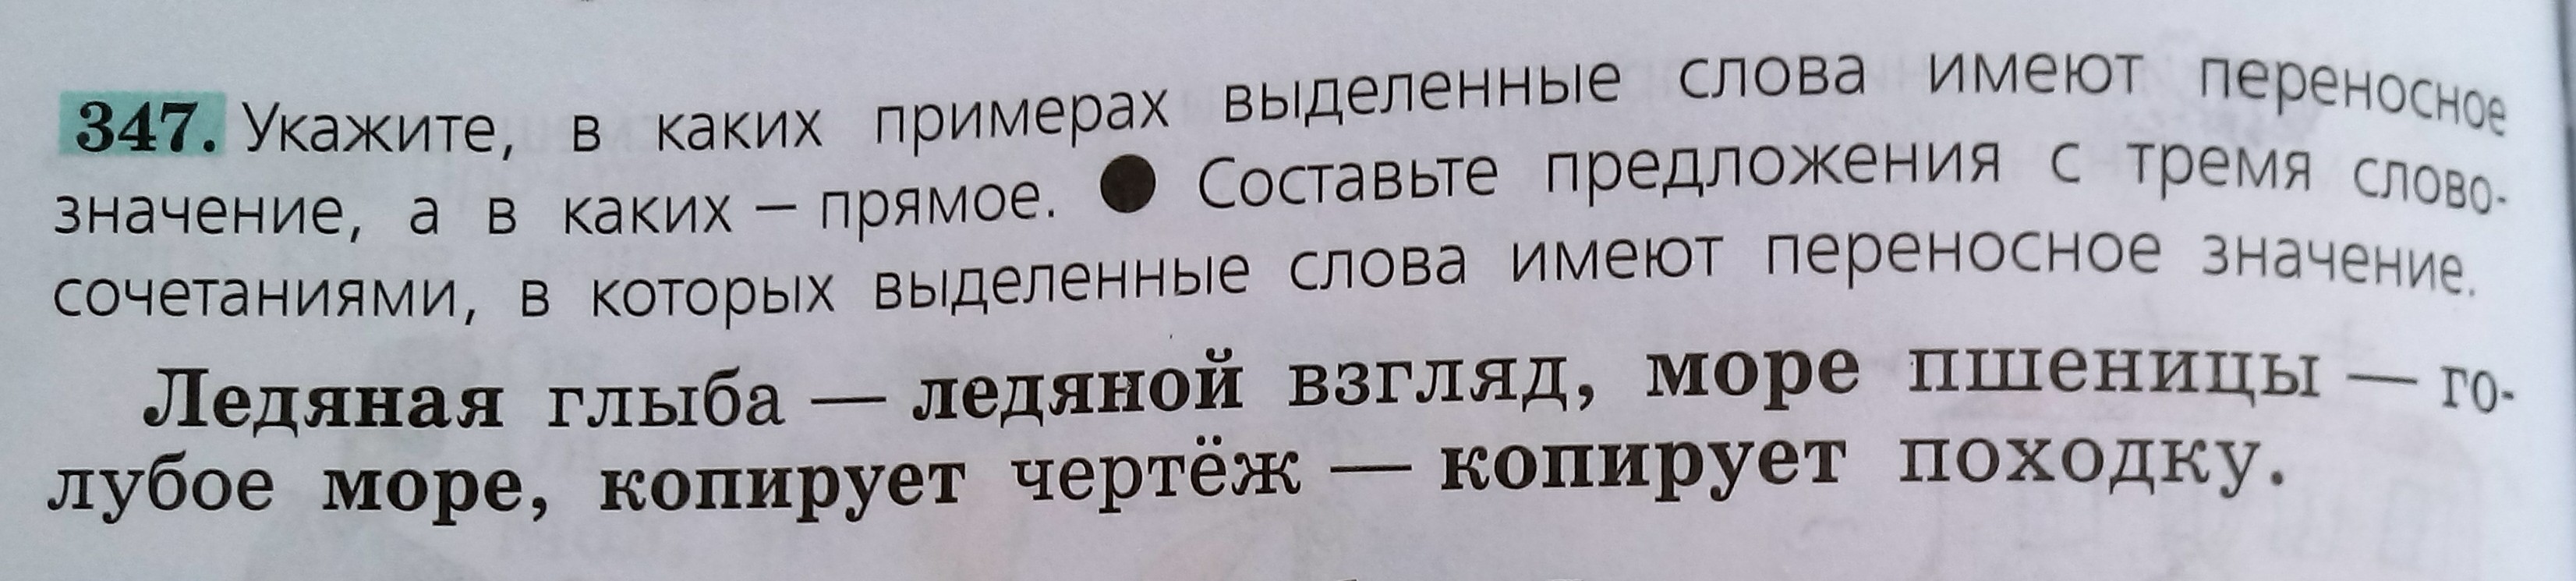 347. Укажите, в каких примерах выделенные слова имеют переносное
значение, а в каких – прямое. ● Составьте предложения с тремя слово-
сочетаниями, в которых выделенные слова имеют переносное значение.
Ледяная глыба — ледяной взгляд, море пшеницы — го-
лубое море, копирует чертёж — копирует походку.